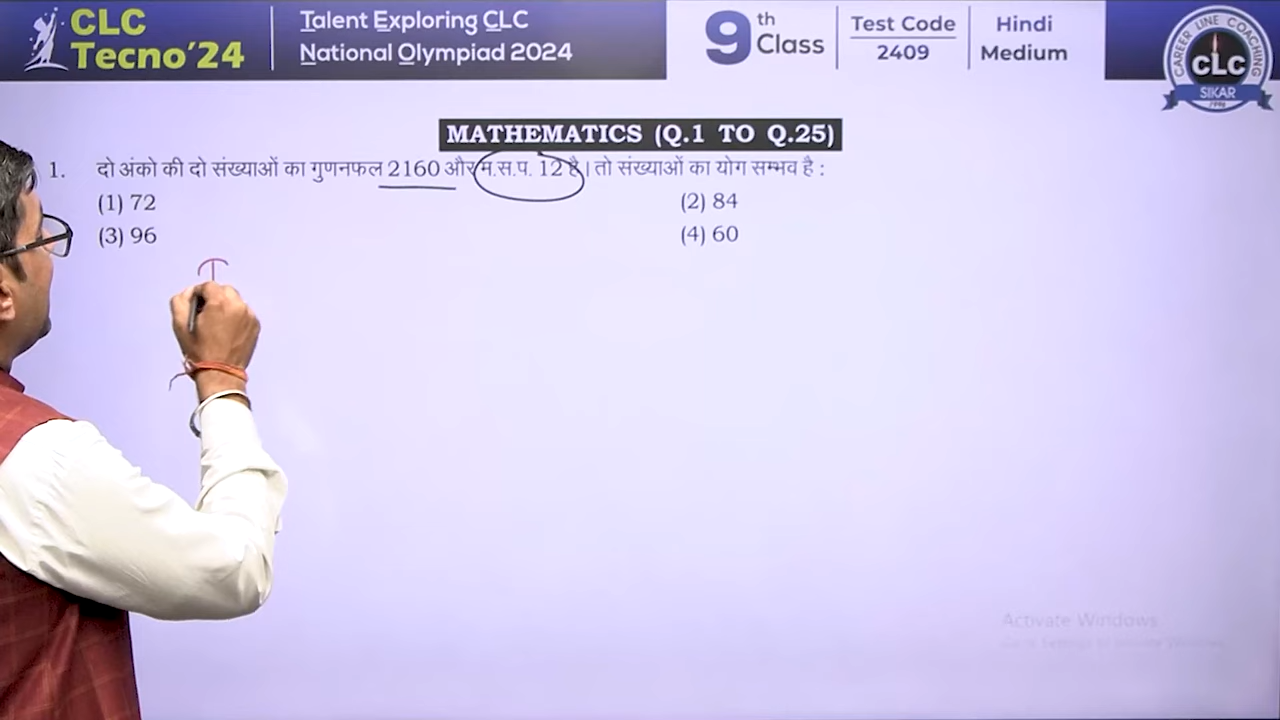 CLC
Tecno’24
Talent Exploring CLC
National Olympiad 2024
9th Class
Test Code
2409
Hindi
Medium
CAREER LINE COACHING
CLC
SIKAR
MATHEMATICS (Q.1 TO Q.25)
1. दो अंको की दो संख्याओं का गुणनफल 2160 और म.स.प. 12 है। तो संख्याओं का योग सम्भव है :
(1) 72 (2) 84
(3) 96 (4) 60
I
Activate Windows